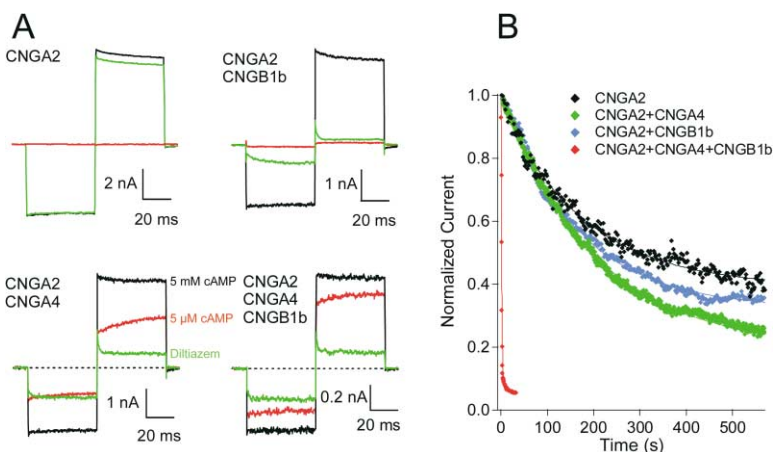 A
CNGA2
2 nA
20 ms
CNGA2
CNGB1b
1 nA
20 ms
CNGA2
CNGA4
5 mM cAMP
5 µM cAMP
Diltiazem
1 nA
20 ms
CNGA2
CNGA4
CNGB1b
0.2 nA
20 ms
B
CNGA2
CNGA2+CNGA4
CNGA2+CNGB1b
CNGA2+CNGA4+CNGB1b
Normalized Current
1.0
0.8
0.6
0.4
0.2
0.0
0
100
200
300
400
500
Time (s)